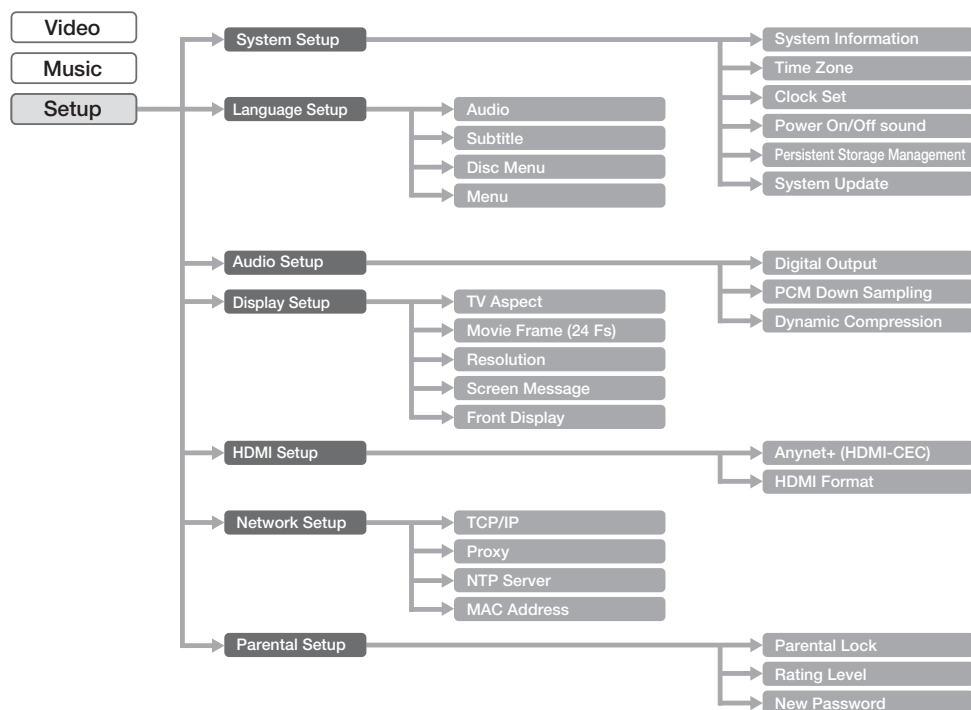 Video
Music
Setup
System Setup
System Information
Time Zone
Clock Set
Power On/Off sound
Persistent Storage Management
System Update
Language Setup
Audio
Subtitle
Disc Menu
Menu
Audio Setup
Digital Output
PCM Down Sampling
Dynamic Compression
Display Setup
TV Aspect
Movie Frame (24 Fs)
Resolution
Screen Message
Front Display
HDMI Setup
Anynet+ (HDMI-CEC)
HDMI Format
Network Setup
TCP/IP
Proxy
NTP Server
MAC Address
Parental Setup
Parental Lock
Rating Level
New Password